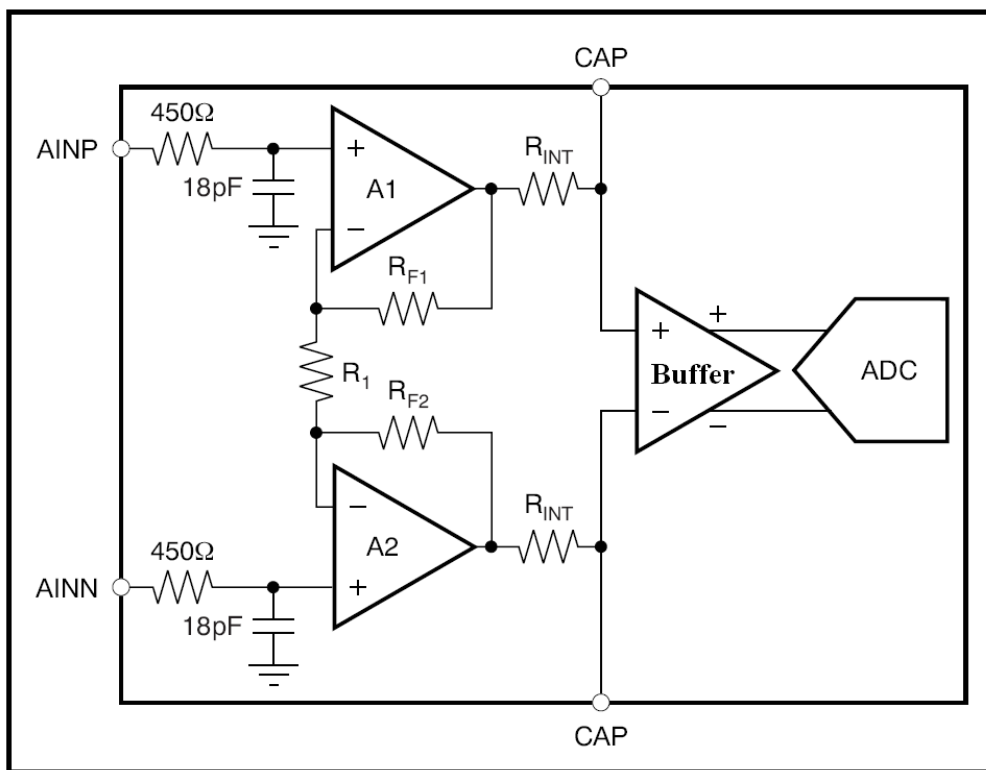 CAP
450Ω
AINP
18pF
+
A1
−
R_INT
R_F1
R_1
R_F2
+
+
Buffer
−
−
ADC
−
A2
+
R_INT
450Ω
AINN
18pF
CAP